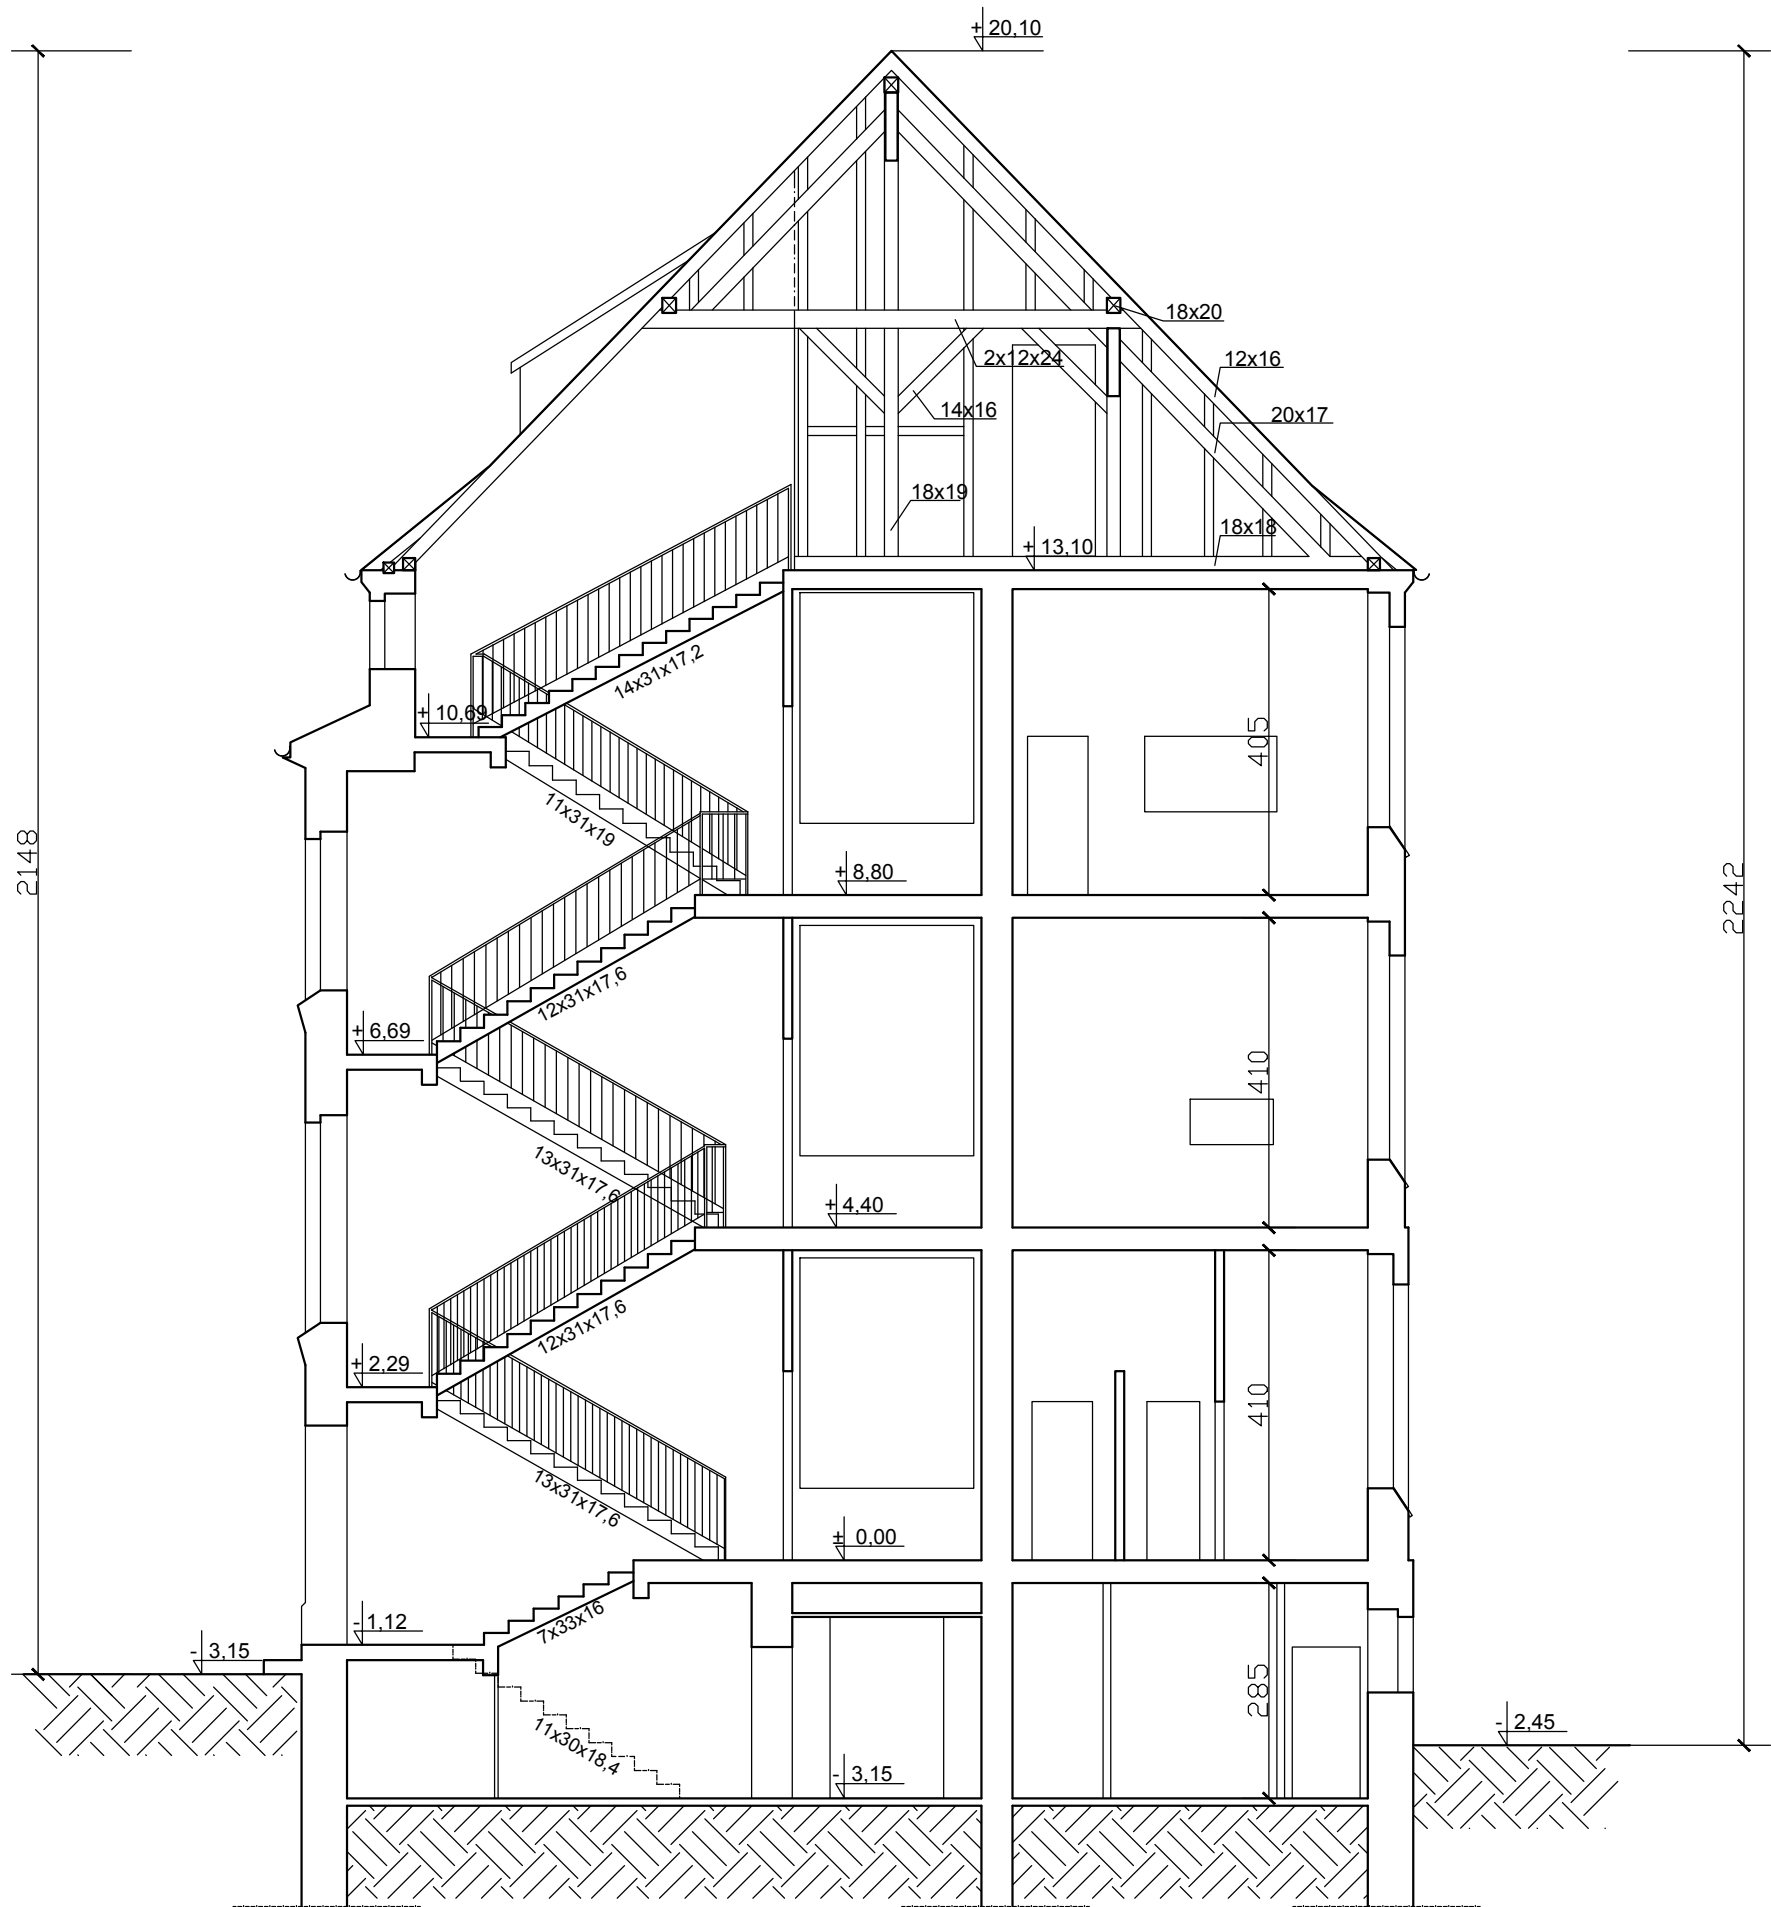 + 20,10
18x20
2x12x24
12x16
14x16
20x17
18x19
18x18
+ 13,10
14x31x17,2
+ 10,69
405
11x31x19
2148
+ 8,80
2242
12x31x17,6
+ 6,69
410
13x31x17,6
+ 4,40
12x31x17,6
+ 2,29
410
13x31x17,6
± 0,00
7x33x16
- 1,12
- 3,15
285
- 2,45
11x30x18,4
- 3,15